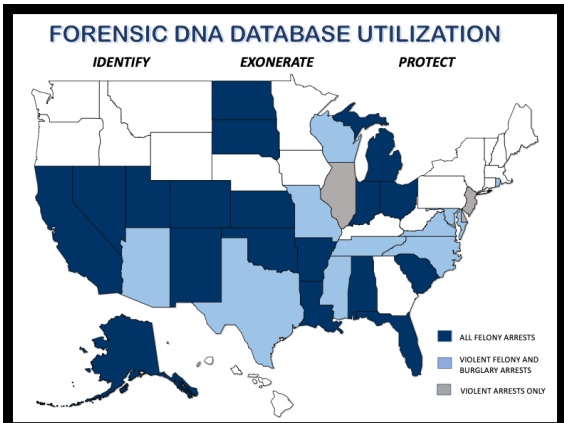 FORENSIC DNA DATABASE UTILIZATION
IDENTIFY EXONERATE PROTECT
ALL FELONY ARRESTS
VIOLENT FELONY AND
BURGLARY ARRESTS
VIOLENT ARRESTS ONLY